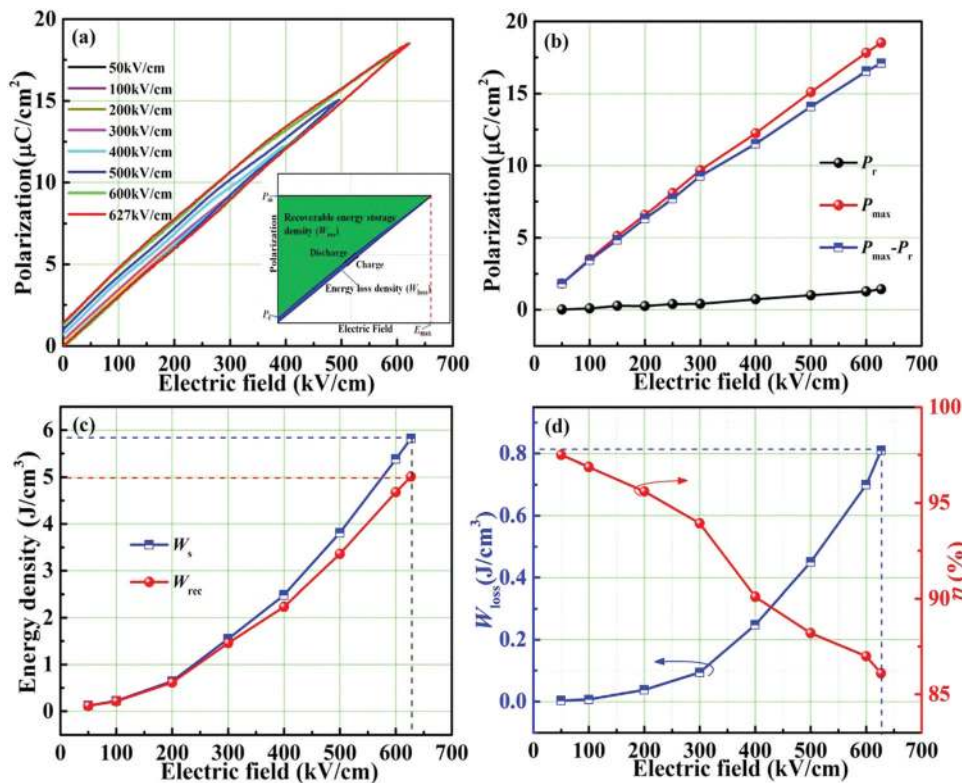 (a)
Polarization(μC/cm²)
20
15
10
5
0
50kV/cm
100kV/cm
200kV/cm
300kV/cm
400kV/cm
500kV/cm
600kV/cm
627kV/cm
Recoverable energy storage
density (Wrec)
Discharge
Charge
Energy loss density (Wloss)
Polarization
Pr
Electric Field
Emax
0 100 200 300 400 500 600 700
Electric field (kV/cm)
(b)
Polarization(μC/cm²)
20
15
10
5
0
Pr
Pmax
Pmax-Pr
0 100 200 300 400 500 600 700
Electric field (kV/cm)
(c)
Energy density (J/cm³)
6
5
4
3
2
1
0
Ws
Wrec
0 100 200 300 400 500 600 700
Electric field (kV/cm)
(d)
Wloss(J/cm³)
1.0
0.8
0.6
0.4
0.2
0.0
100
95
90
85
η (%)
0 100 200 300 400 500 600 700
Electric field (kV/cm)